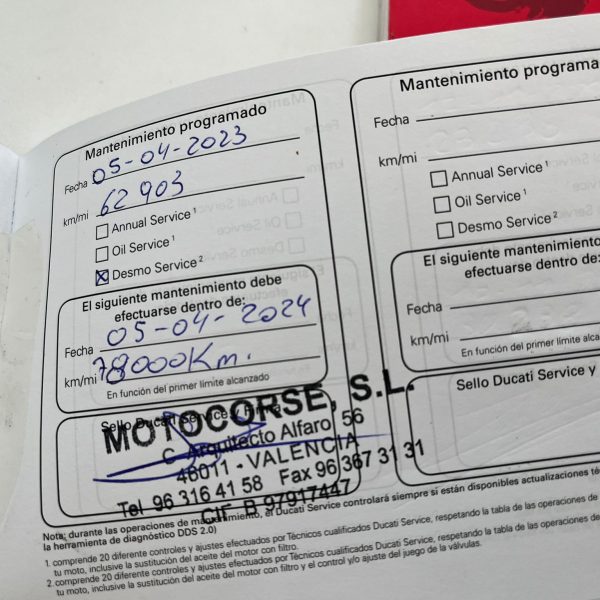 Mantenimiento programado
Fecha 05-04-2023
km/mi 62 903
Annual Service 1
Oil Service 1
Desmo Service 2
El siguiente mantenimiento debe
efectuarse dentro de:
Fecha 05-04-2024
km/mi 78000Km.
En función del primer límite alcanzado
Sello Ducati Service y Firma
MOTOCORSE, S.L.
C Arquitecto Alfaro 56
46011 - VALENCIA
Tel 96 316 41 58 Fax 96 367 31 31
CIF B 97917447
Mantenimiento programa
Fecha
km/mi
Annual Service 1
Oil Service 1
Desmo Service 2
El siguiente mantenimiento
efectuarse dentro de:
Fecha
km/mi
En función del primer límite alcanzado
Sello Ducati Service y
Nota: durante las operaciones de mantenimiento, el Ducati Service controlará siempre si están disponibles actualizaciones té
la herramienta de diagnóstico DDS 2.0)
1. comprende 20 diferentes controles y ajustes efectuados por Técnicos cualificados Ducati Service, respetando la tabla de las operaciones de
tu moto, inclusive la sustitución del aceite del motor con filtro.
2. comprende 20 diferentes controles y ajustes efectuados por Técnicos cualificados Ducati Service, respetando la tabla de las operaciones de
tu moto, inclusive la sustitución del aceite del motor con filtro y el control y/o ajuste del juego de la válvulas.